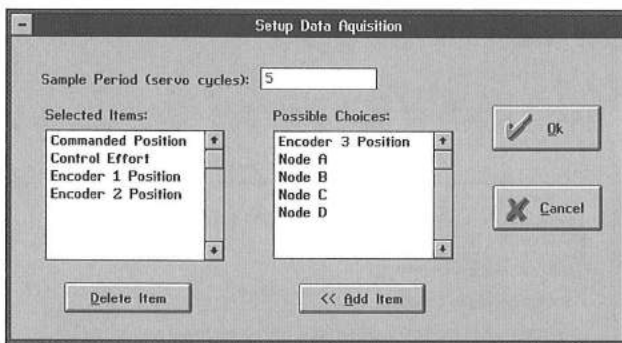 Setup Data Aquisition
Sample Period (servo cycles): 5
Selected Items:
Commanded Position
Control Effort
Encoder 1 Position
Encoder 2 Position
Delete Item
Possible Choices:
Encoder 3 Position
Node A
Node B
Node C
Node D
<< Add Item
Ok
Cancel